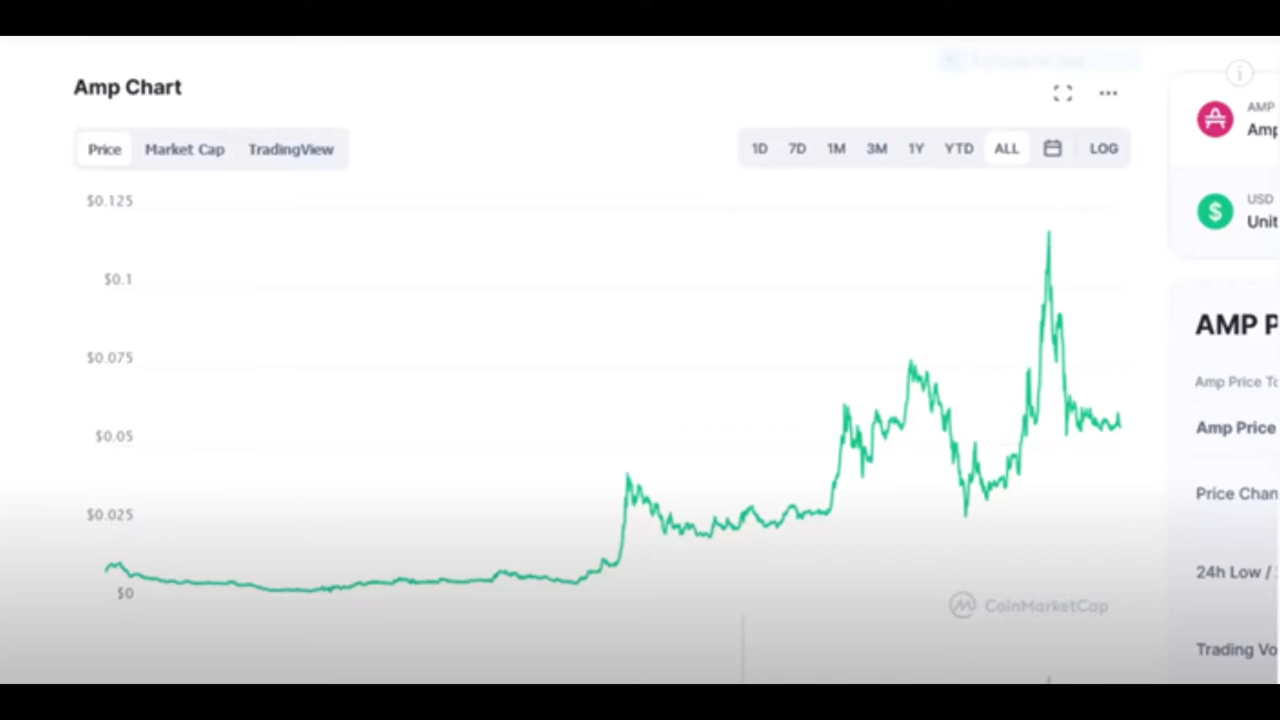 Amp Chart
Price Market Cap TradingView
1D 7D 1M 3M 1Y YTD ALL LOG
$0.125
$0.1
$0.075
$0.05
$0.025
$0
CoinMarketCap
AMP
Amp
USD
Unit
AMP P
Amp Price To
Amp Price
Price Chan
24h Low /
Trading Vo